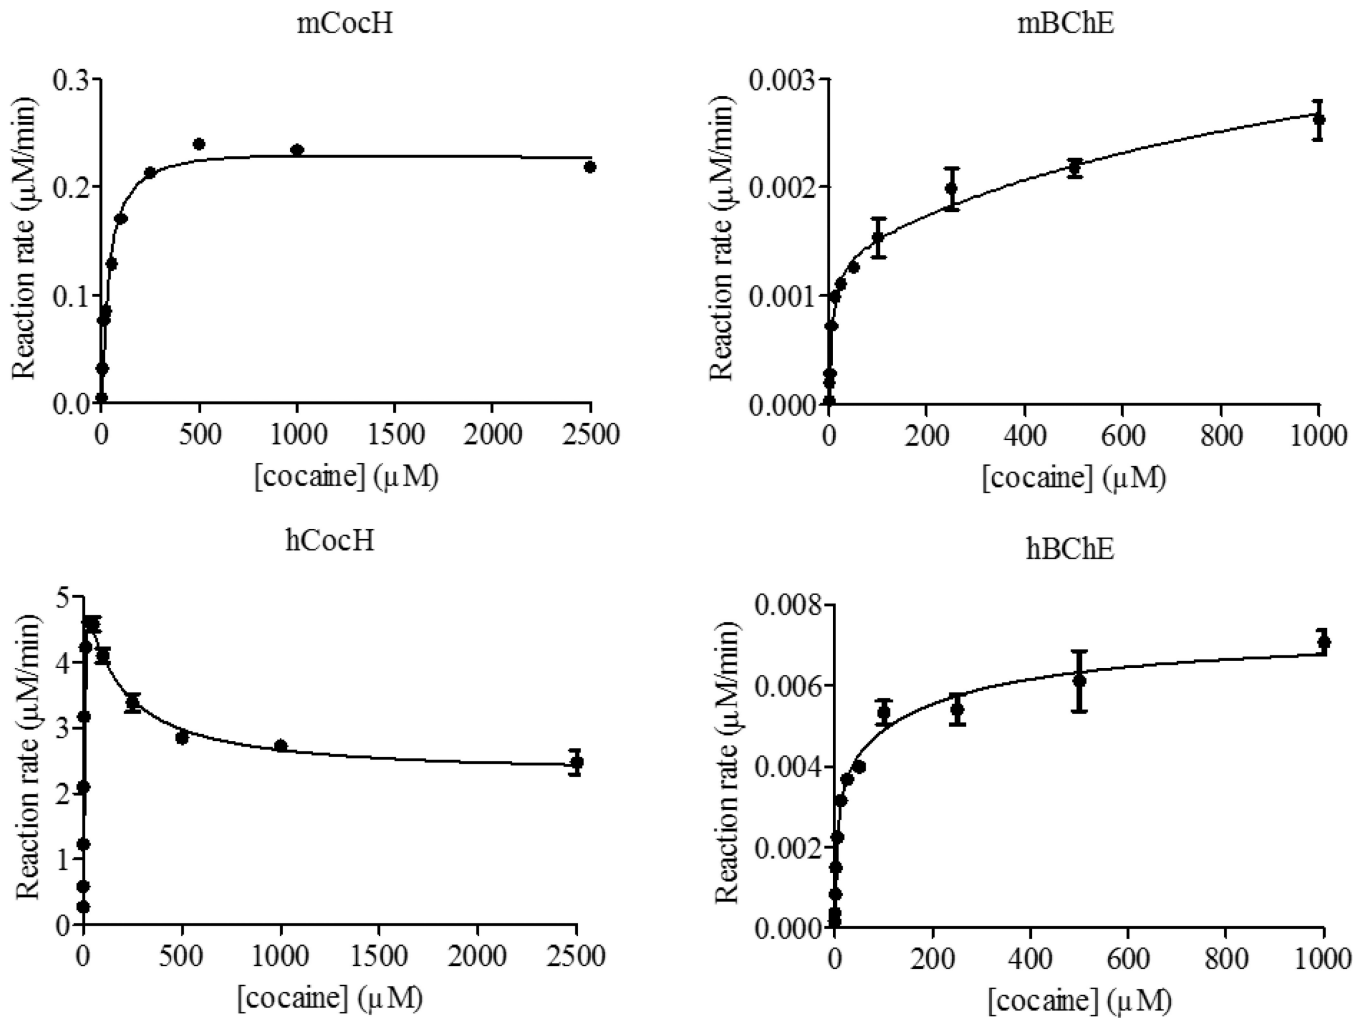 mCocH
Reaction rate (µM/min)
0.3
0.2
0.1
0.0
0 500 1000 1500 2000 2500
[cocaine] (µM)
mBChE
Reaction rate (µM/min)
0.003
0.002
0.001
0.000
0 200 400 600 800 1000
[cocaine] (µM)
hCocH
Reaction rate (µM/min)
5
4
3
2
1
0
0 500 1000 1500 2000 2500
[cocaine] (µM)
hBChE
Reaction rate (µM/min)
0.008
0.006
0.004
0.002
0.000
0 200 400 600 800 1000
[cocaine] (µM)